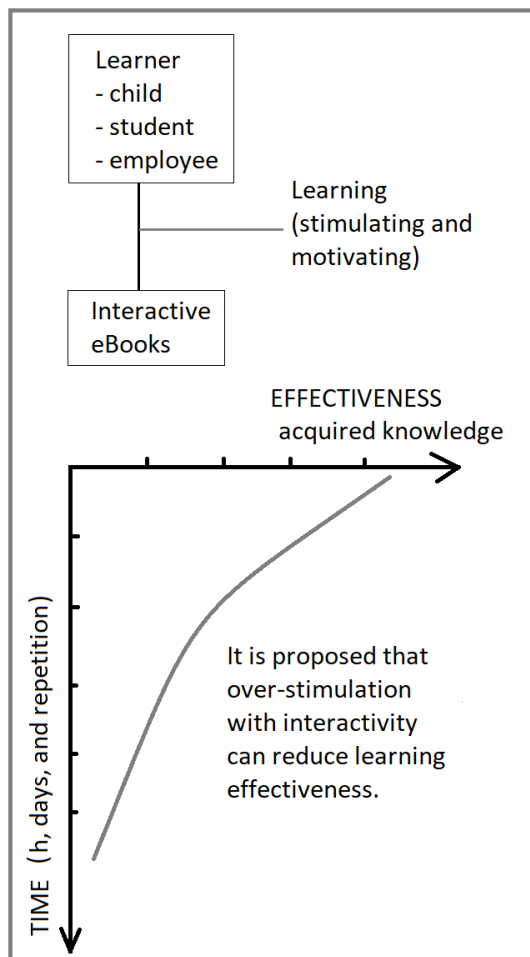 Learner
- child
- student
- employee
Learning
(stimulating and
motivating)
Interactive
eBooks
EFFECTIVENESS
acquired knowledge
It is proposed that
over-stimulation
with interactivity
can reduce learning
effectiveness.
TIME (h, days, and repetition)